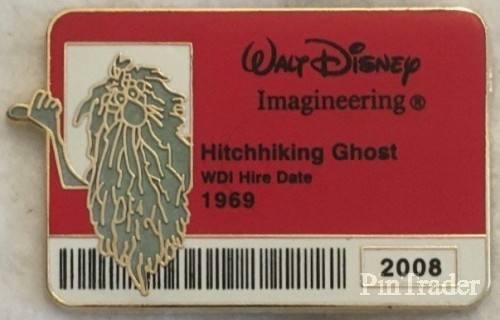 Walt Disney
Imagineering®
Hitchhiking Ghost
WDI Hire Date
1969
2008
PinTrader